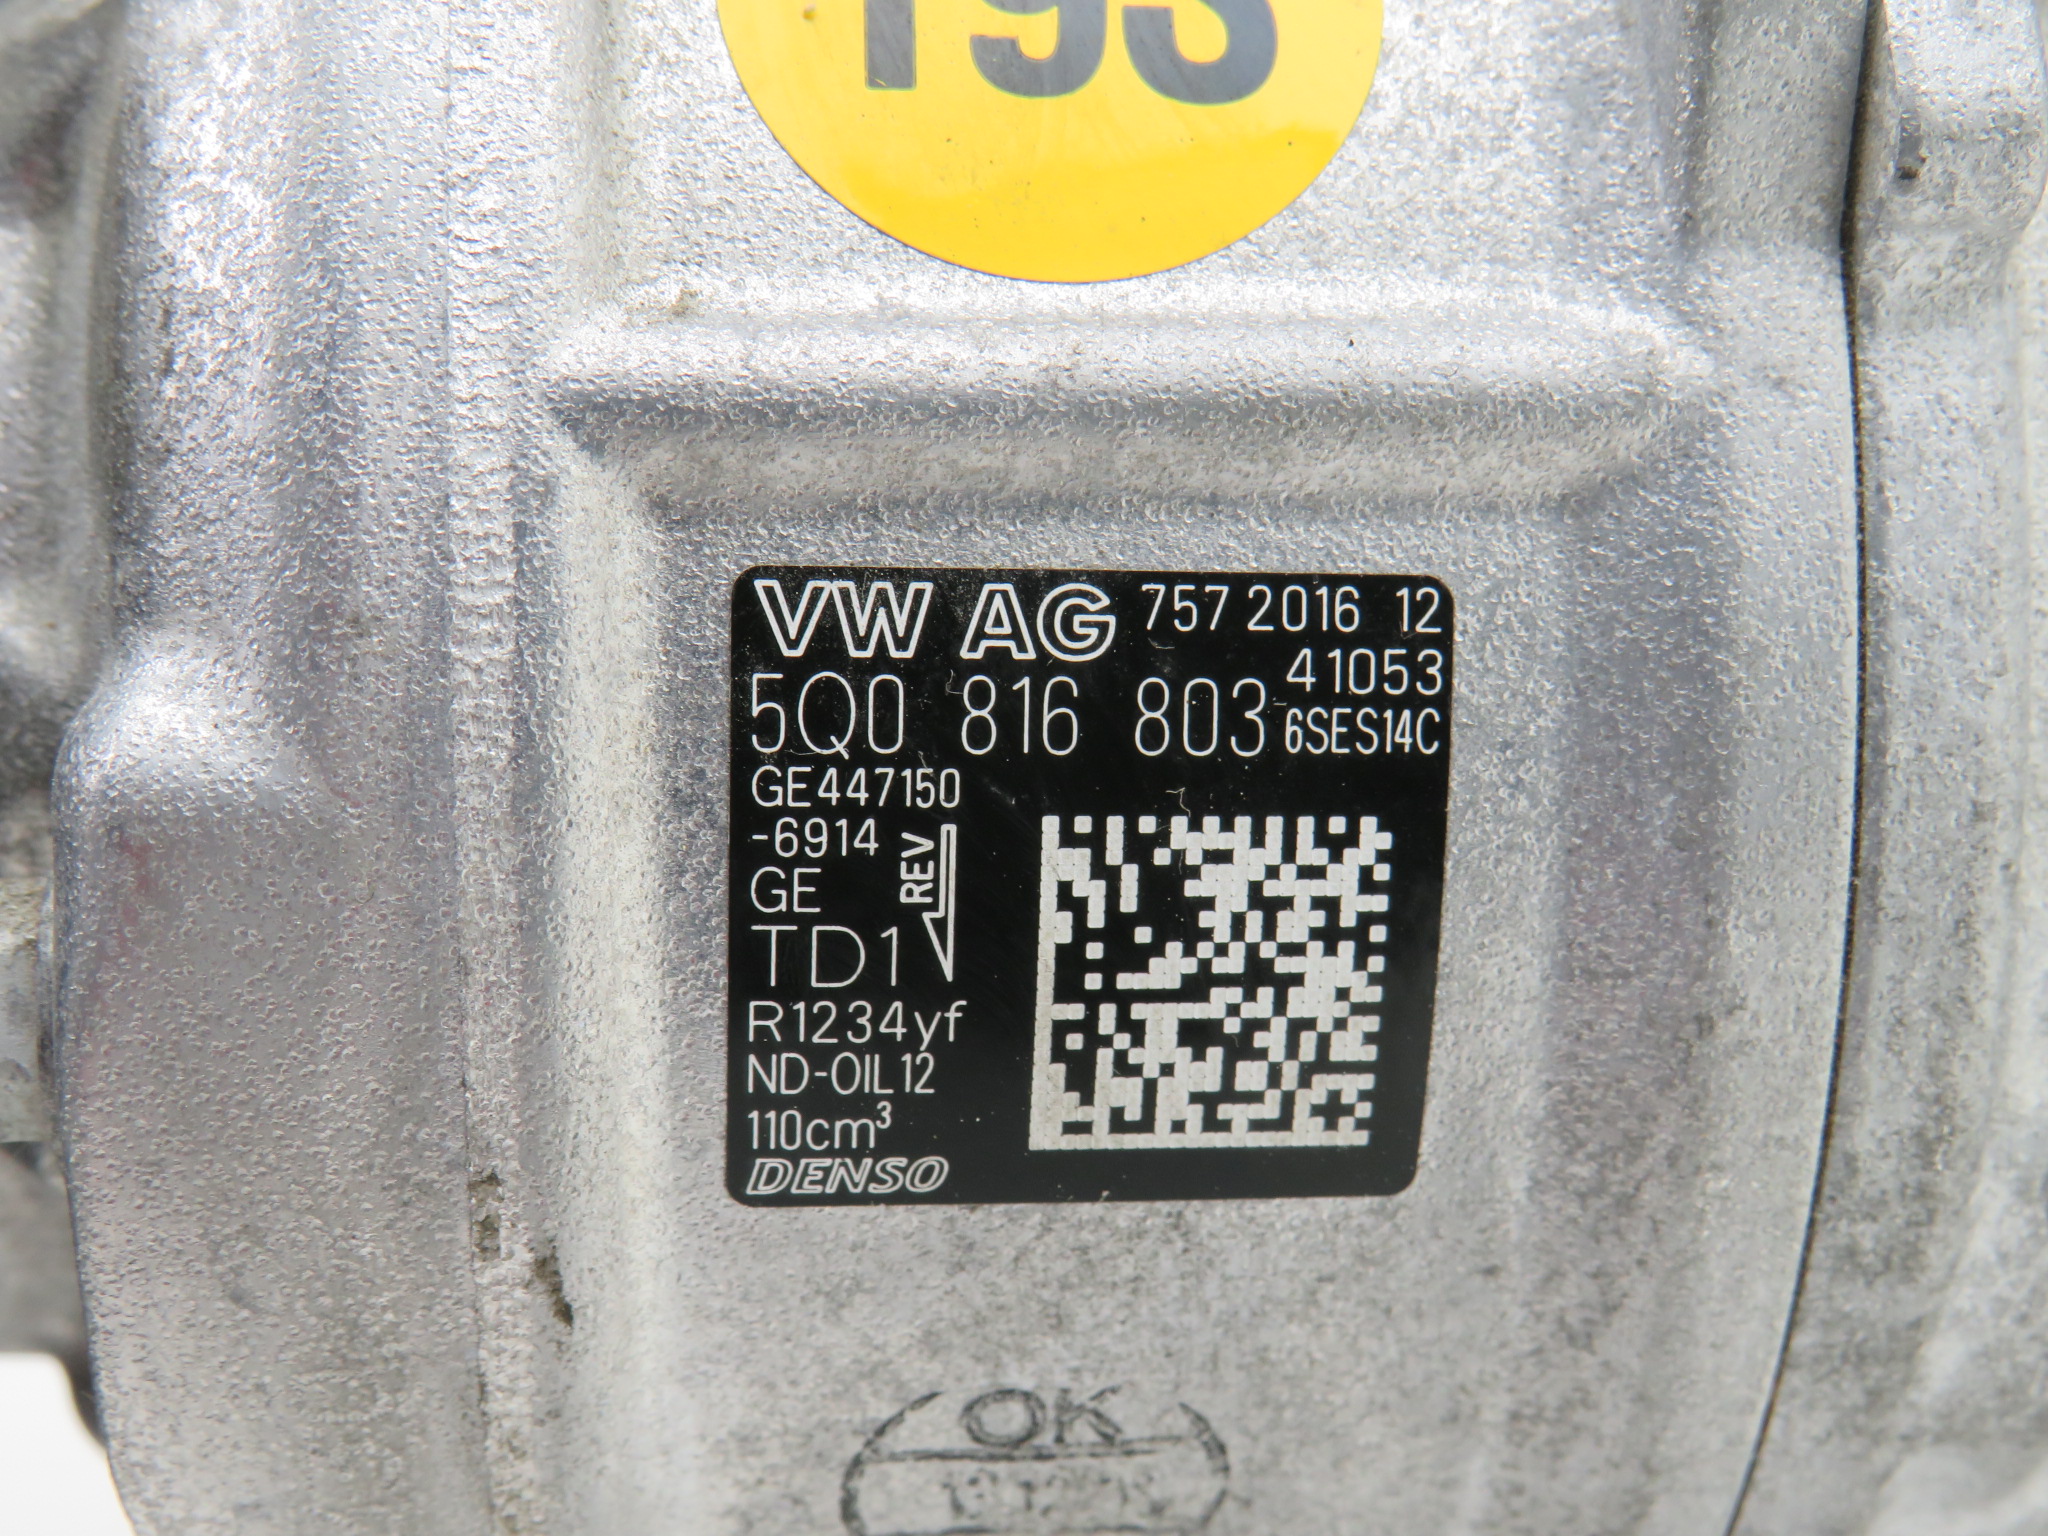 193
VW AG 757 2016 12
41053
5Q0 816 803
6SES14C
GE447150
-6914
REV
GE
TD1
R1234yf
ND-OIL12
110cm³
DENSO
OK